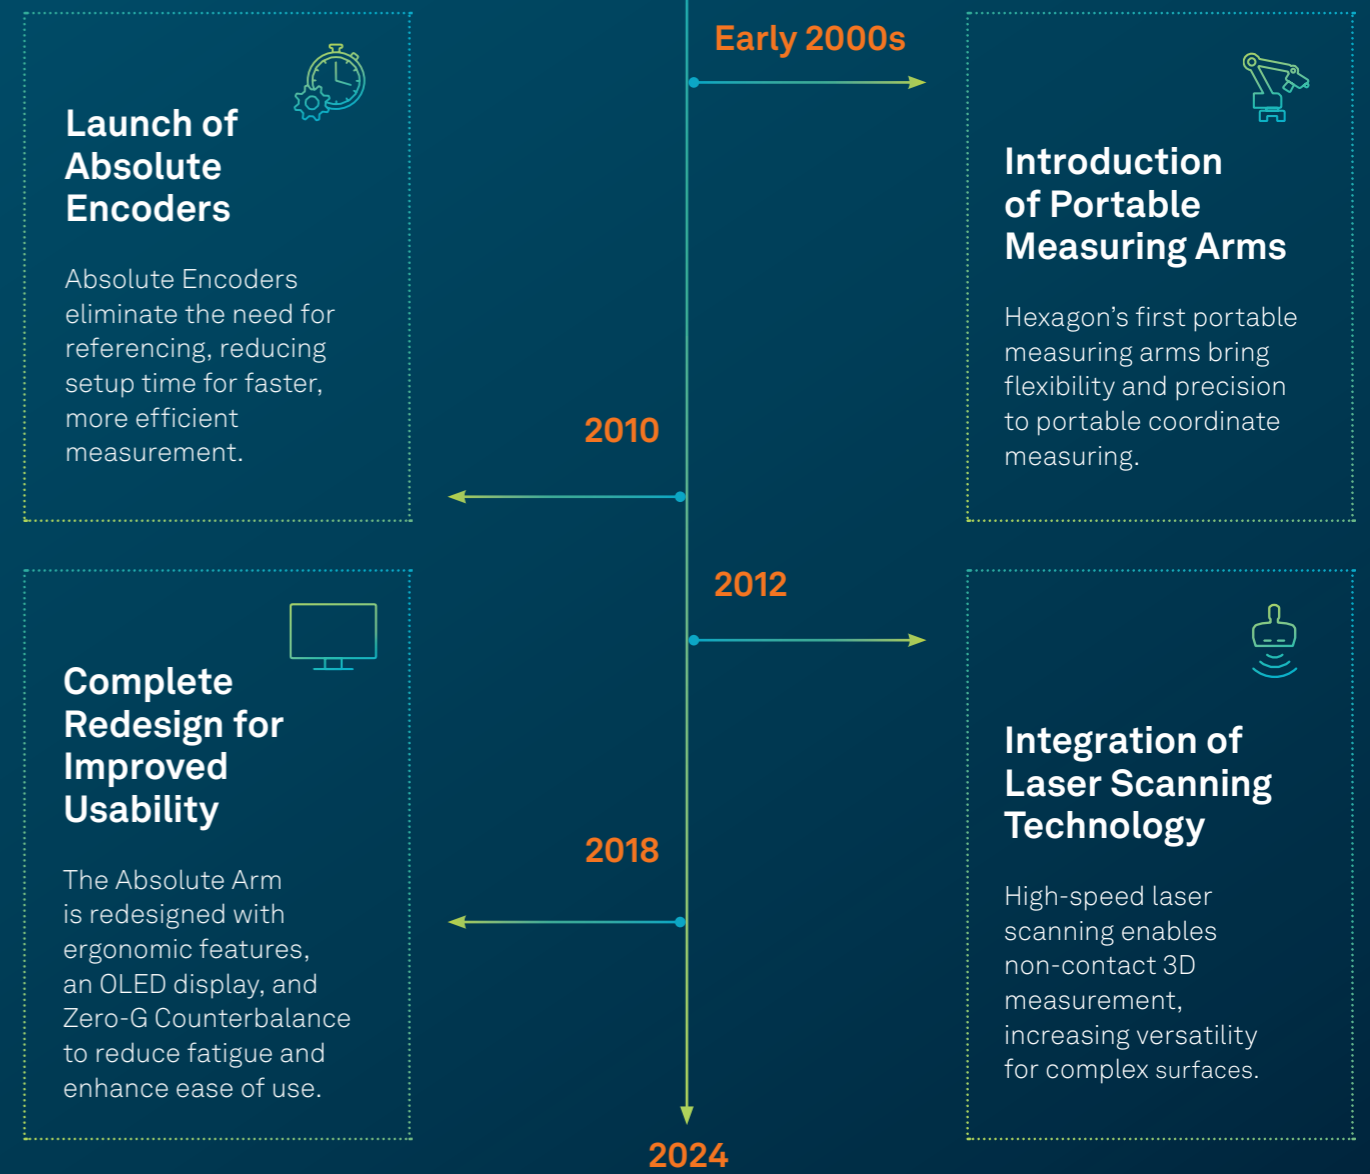 Early 2000s
Introduction
of Portable
Measuring Arms
Hexagon’s first portable
measuring arms bring
flexibility and precision
to portable coordinate
measuring.
2010
Launch of
Absolute
Encoders
Absolute Encoders
eliminate the need for
referencing, reducing
setup time for faster,
more efficient
measurement.
2012
Integration of
Laser Scanning
Technology
High-speed laser
scanning enables
non-contact 3D
measurement,
increasing versatility
for complex surfaces.
2018
Complete
Redesign for
Improved
Usability
The Absolute Arm
is redesigned with
ergonomic features,
an OLED display, and
Zero-G Counterbalance
to reduce fatigue and
enhance ease of use.
2024